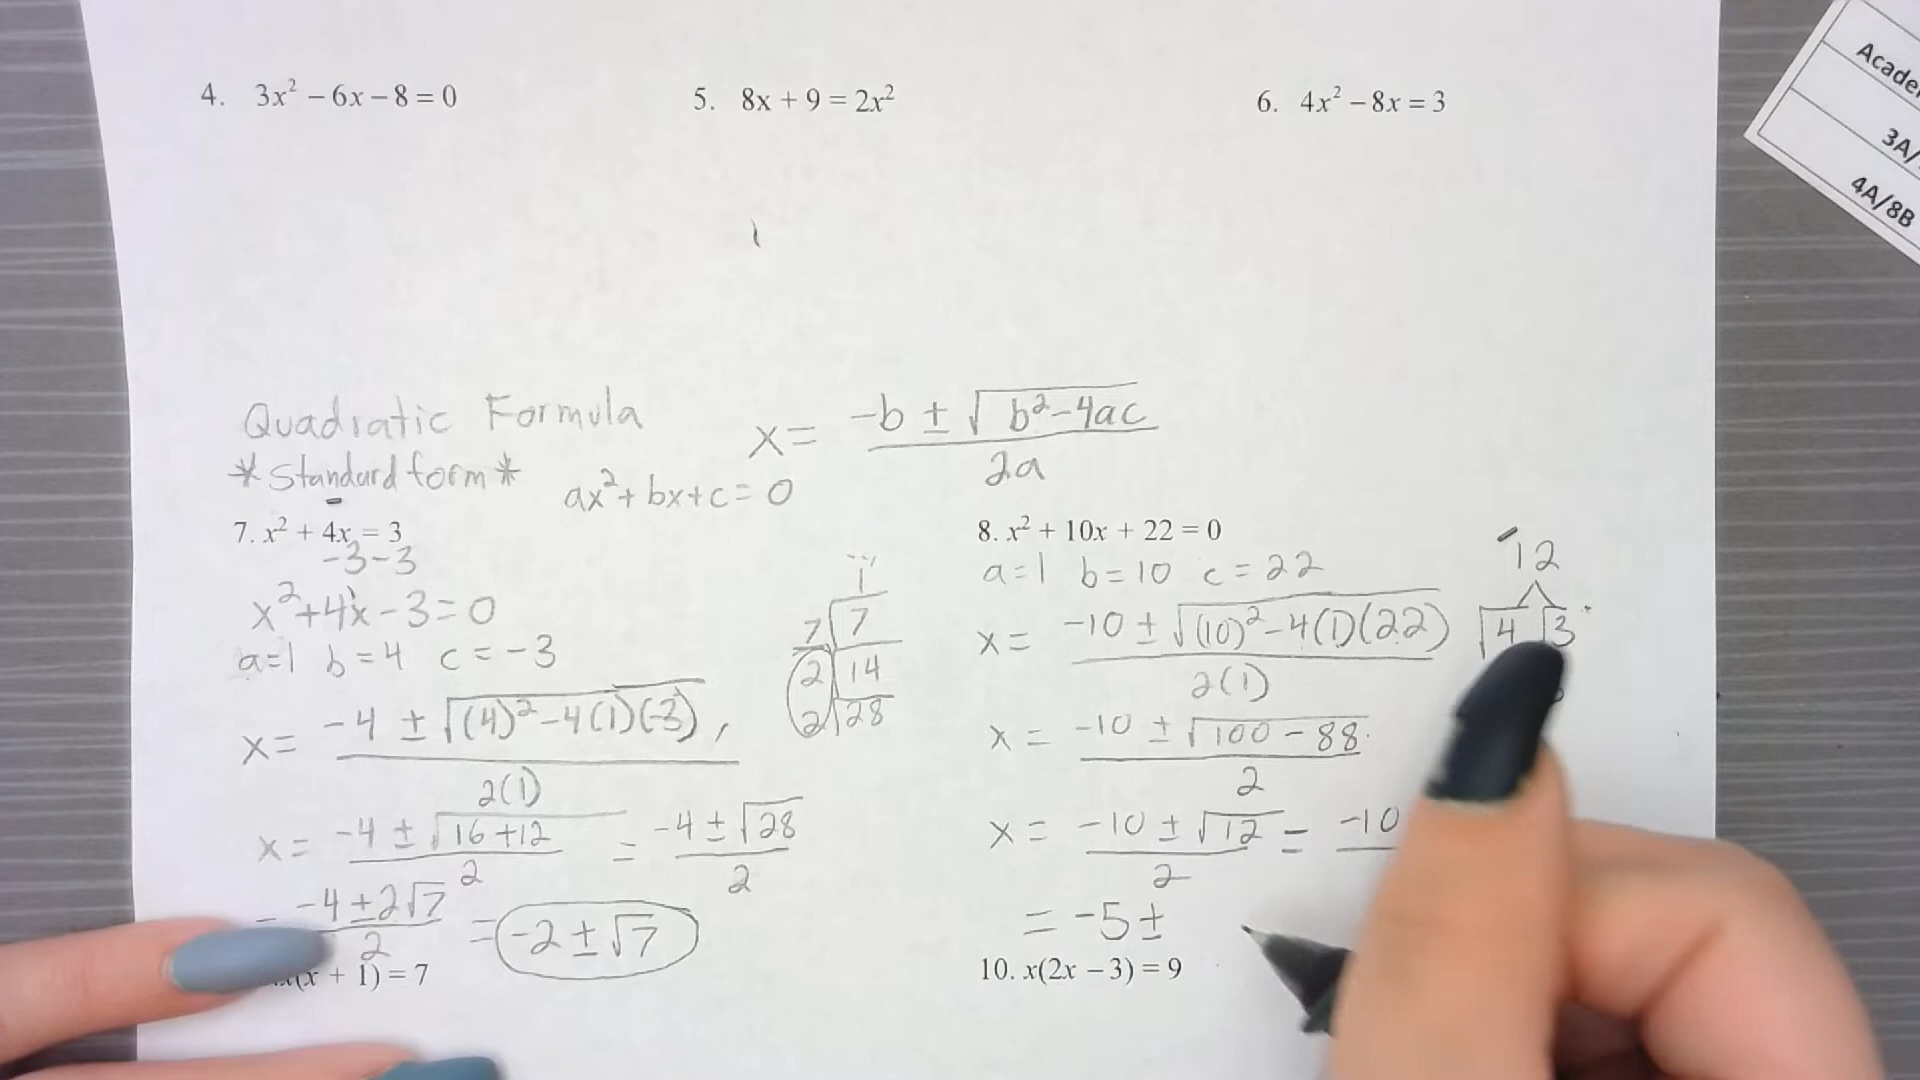 4. 3x² – 6x – 8 = 0
5. 8x + 9 = 2x²
6. 4x² – 8x = 3
3A/
4A/8B
Quadratic Formula
x = -b ± √b²-4ac / 2a
*Standard form*
ax²+bx+c=0
7. x² + 4x = 3
-3 -3
x²+4x-3=0
a=1 b=4 c=-3
x= -4 ± √(4)²-4(1)(-3) / 2(1)
x= -4 ± √16+12 / 2 = -4 ± √28 / 2
= -4±2√7 / 2 = -2±√7
1
7√7
2 14
2 28
(x + 1) = 7
8. x² + 10x + 22 = 0
a=1 b=10 c=22
x= -10 ± √(10)²-4(1)(22) / 2(1)
x= -10 ± √100-88 / 2
x= -10 ± √12 / 2 = -10
= -5 ±
12
√4 √3
10. x(2x – 3) = 9